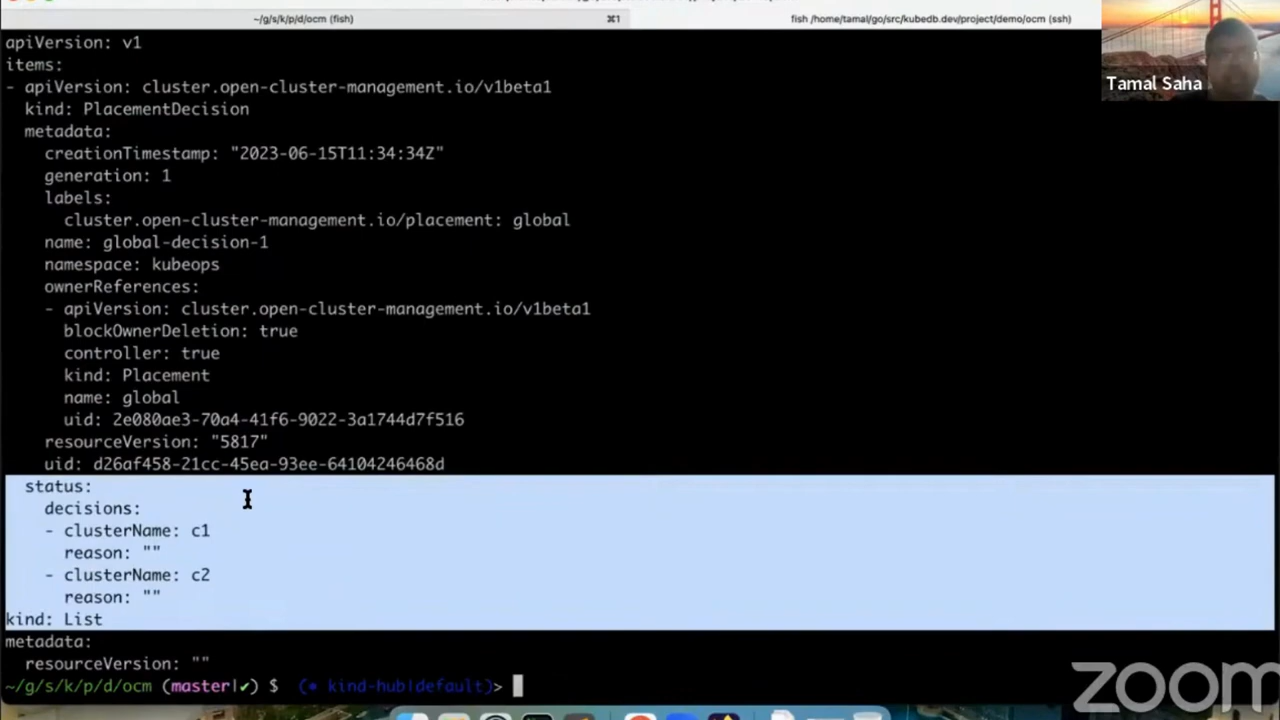 ~/g/s/k/p/d/ocm (fish)
⌘1
fish /home/tamal/go/src/kubedb.dev/project/demo/ocm (ssh)
Tamal Saha
apiVersion: v1
items:
- apiVersion: cluster.open-cluster-management.io/v1beta1
  kind: PlacementDecision
  metadata:
    creationTimestamp: "2023-06-15T11:34:34Z"
    generation: 1
    labels:
      cluster.open-cluster-management.io/placement: global
    name: global-decision-1
    namespace: kubeops
    ownerReferences:
    - apiVersion: cluster.open-cluster-management.io/v1beta1
      blockOwnerDeletion: true
      controller: true
      kind: Placement
      name: global
      uid: 2e080ae3-70a4-41f6-9022-3a1744d7f516
    resourceVersion: "5817"
    uid: d26af458-21cc-45ea-93ee-64104246468d
  status:
    decisions:
    - clusterName: c1
      reason: ""
    - clusterName: c2
      reason: ""
kind: List
metadata:
  resourceVersion: ""
~/g/s/k/p/d/ocm (master|✔) $  (⎈ kind-hub|default)>
zoom